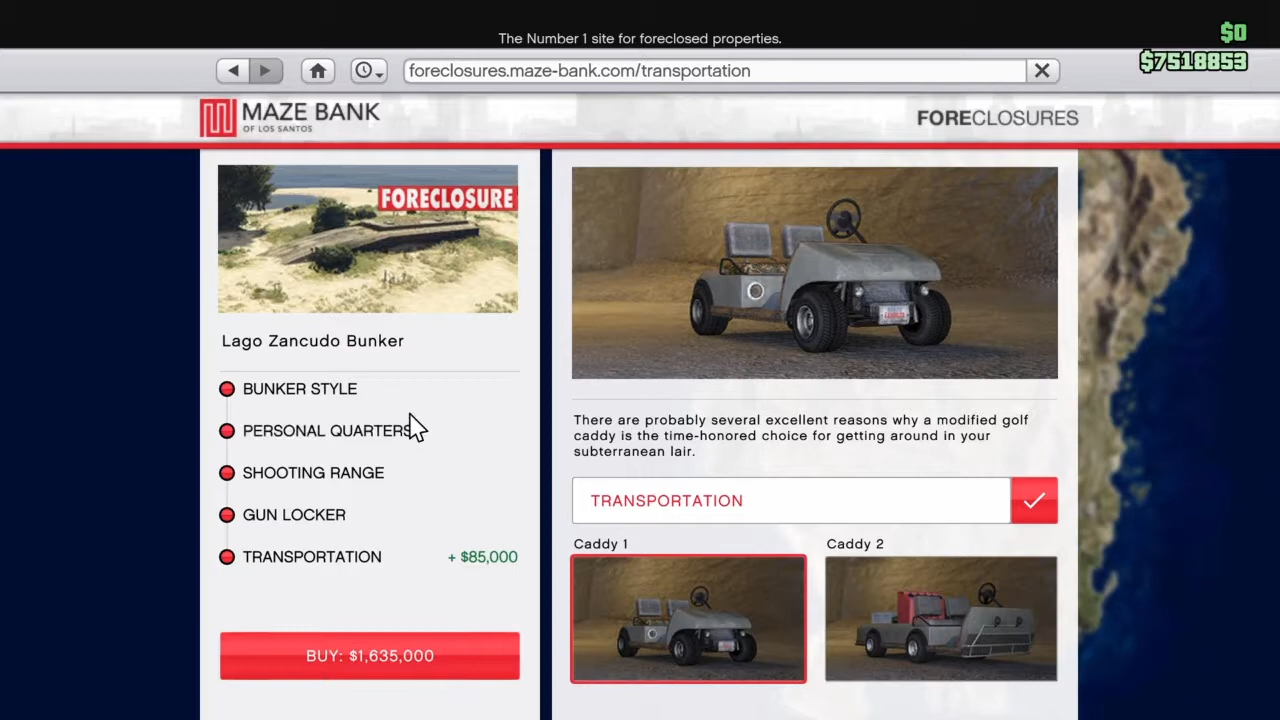 The Number 1 site for foreclosed properties.
$0
$7518853
foreclosures.maze-bank.com/transportation
MAZE BANK
OF LOS SANTOS
FORECLOSURES
FORECLOSURE
Lago Zancudo Bunker
BUNKER STYLE
PERSONAL QUARTERS
SHOOTING RANGE
GUN LOCKER
TRANSPORTATION + $85,000
BUY: $1,635,000
There are probably several excellent reasons why a modified golf
caddy is the time-honored choice for getting around in your
subterranean lair.
TRANSPORTATION
Caddy 1
Caddy 2